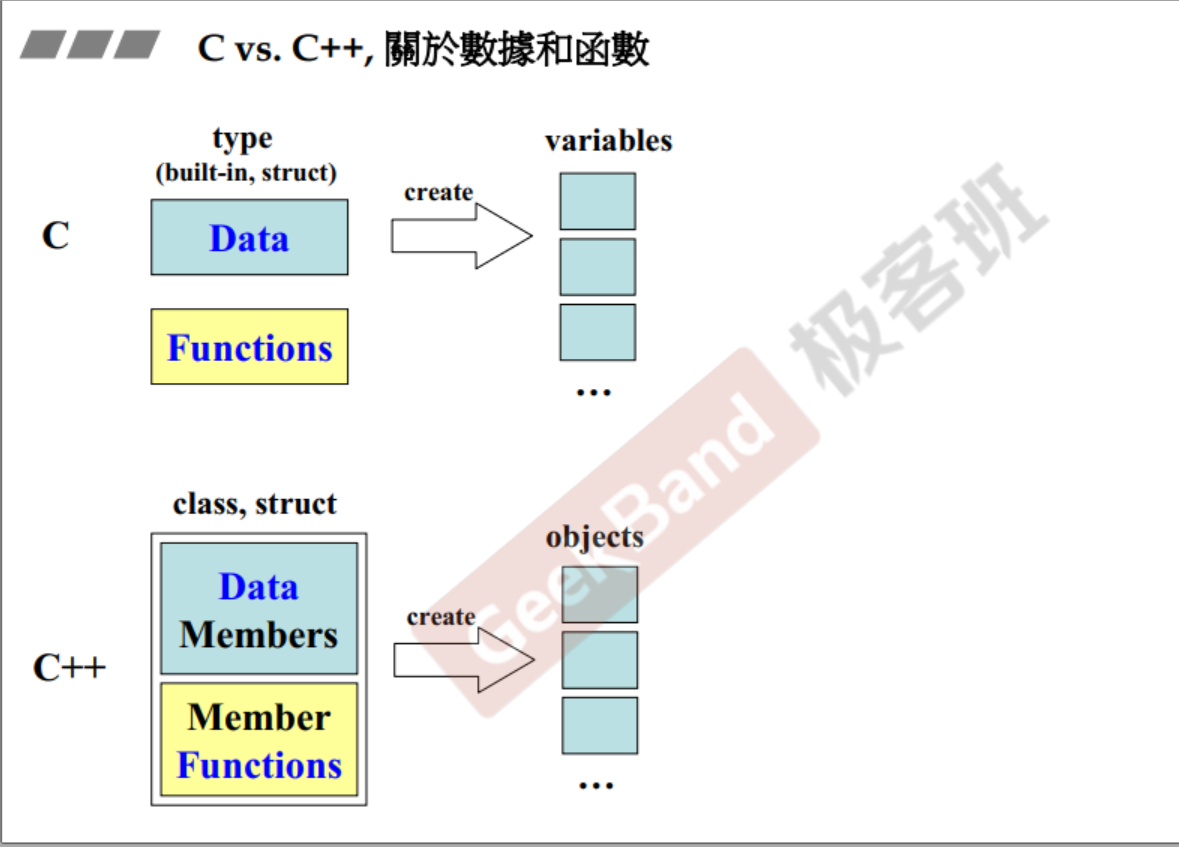 C vs. C++, 關於數據和函數
type
(built-in, struct)
variables
create
C
Data
Functions
...
极客班
GeekBand
class, struct
objects
Data
Members
create
C++
Member
Functions
...